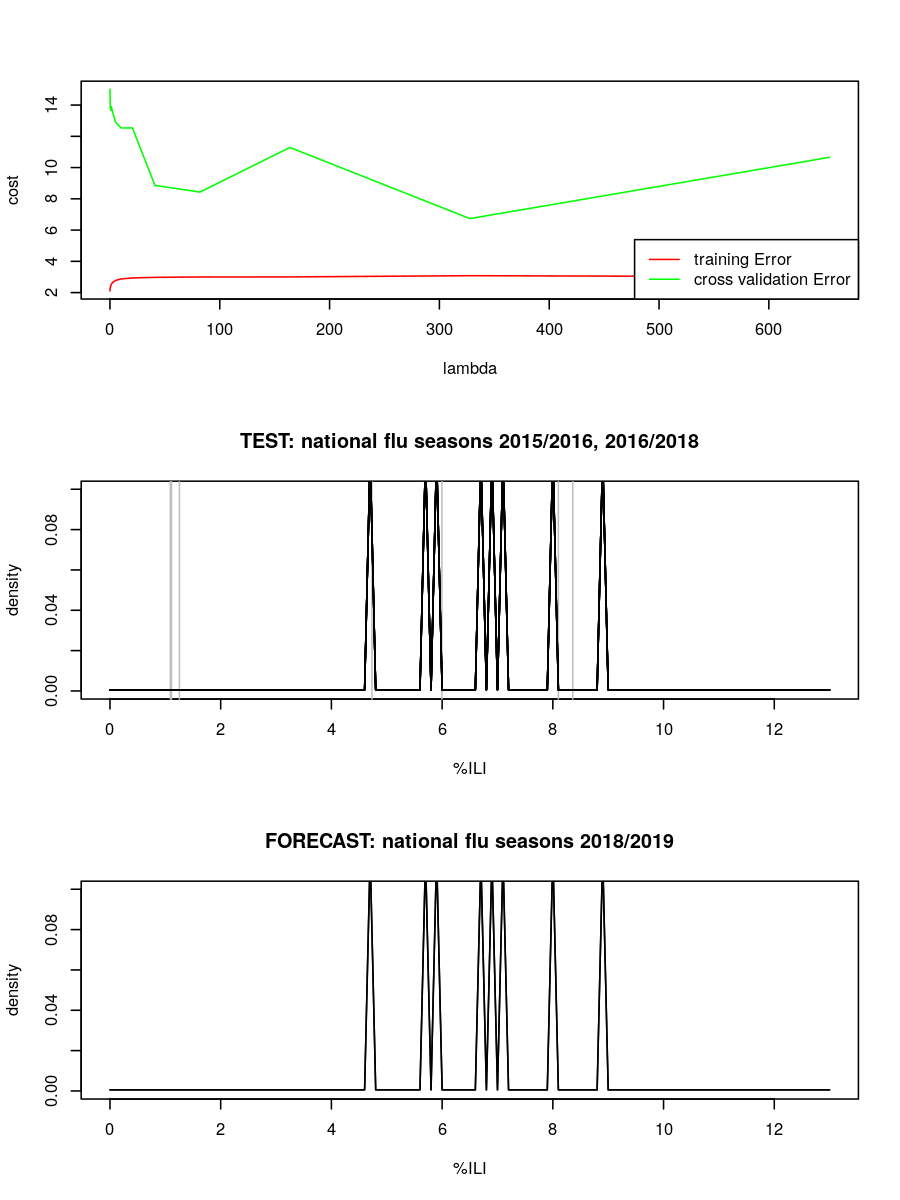 14
10
8
6
4
2
cost
training Error
cross validation Error
0 100 200 300 400 500 600
lambda
TEST: national flu seasons 2015/2016, 2016/2018
0.08
0.04
0.00
density
0 2 4 6 8 10 12
%ILI
FORECAST: national flu seasons 2018/2019
0.08
0.04
0.00
density
0 2 4 6 8 10 12
%ILI